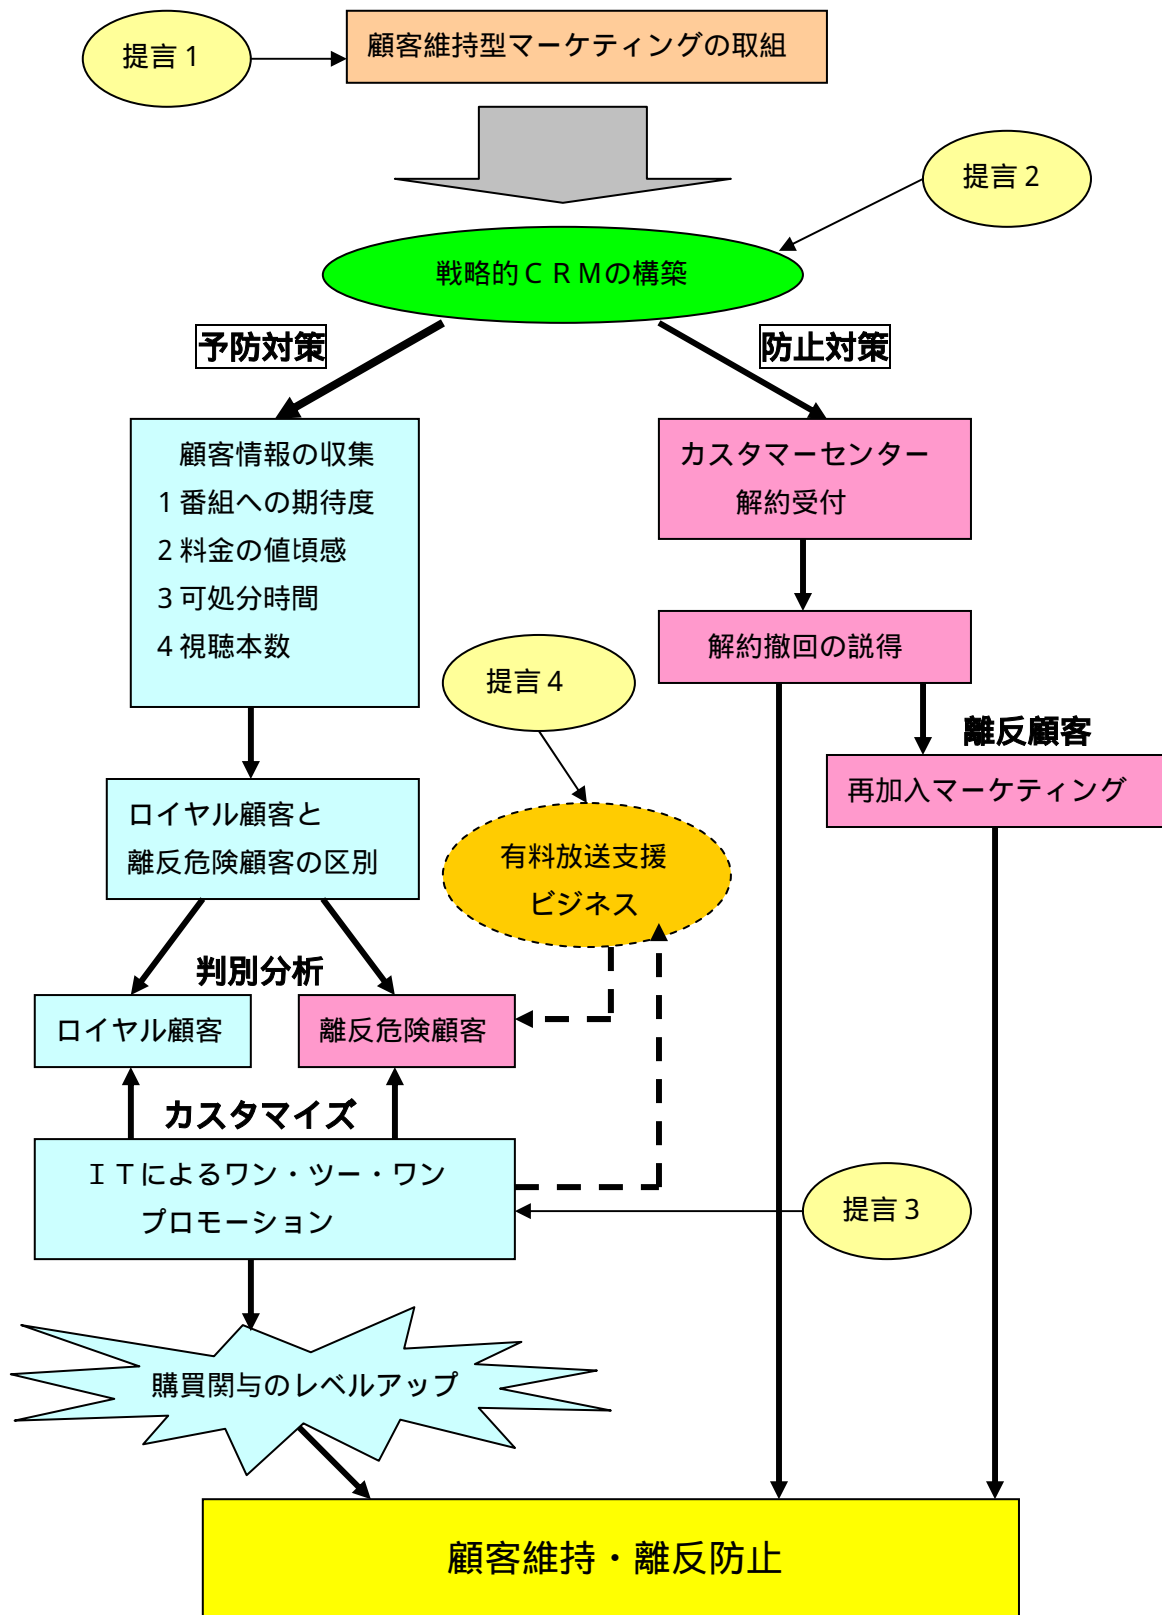 提言1
顧客維持型マーケティングの取組
提言2
戦略的ＣＲＭの構築
予防対策
防止対策
顧客情報の収集
1番組への期待度
2料金の値頃感
3可処分時間
4視聴本数
カスタマーセンター
解約受付
解約撤回の説得
提言4
離反顧客
再加入マーケティング
ロイヤル顧客と
離反危険顧客の区別
有料放送支援
ビジネス
判別分析
ロイヤル顧客
離反危険顧客
カスタマイズ
ＩＴによるワン・ツー・ワン
プロモーション
提言3
購買関与のレベルアップ
顧客維持・離反防止